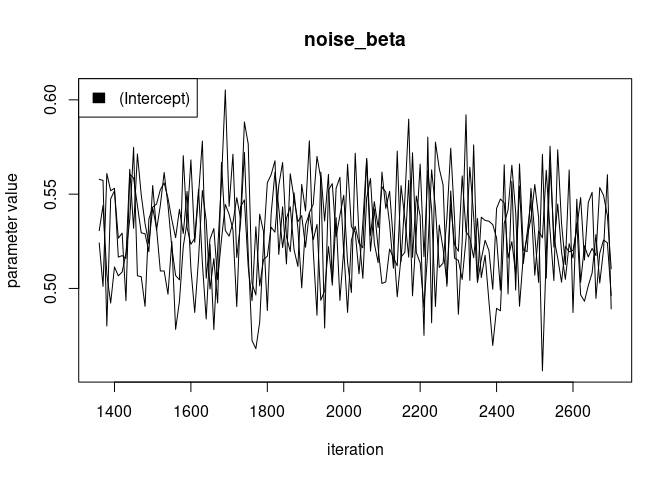 noise_beta
(Intercept)
parameter value
0.60
0.55
0.50
1400 1600 1800 2000 2200 2400 2600
iteration